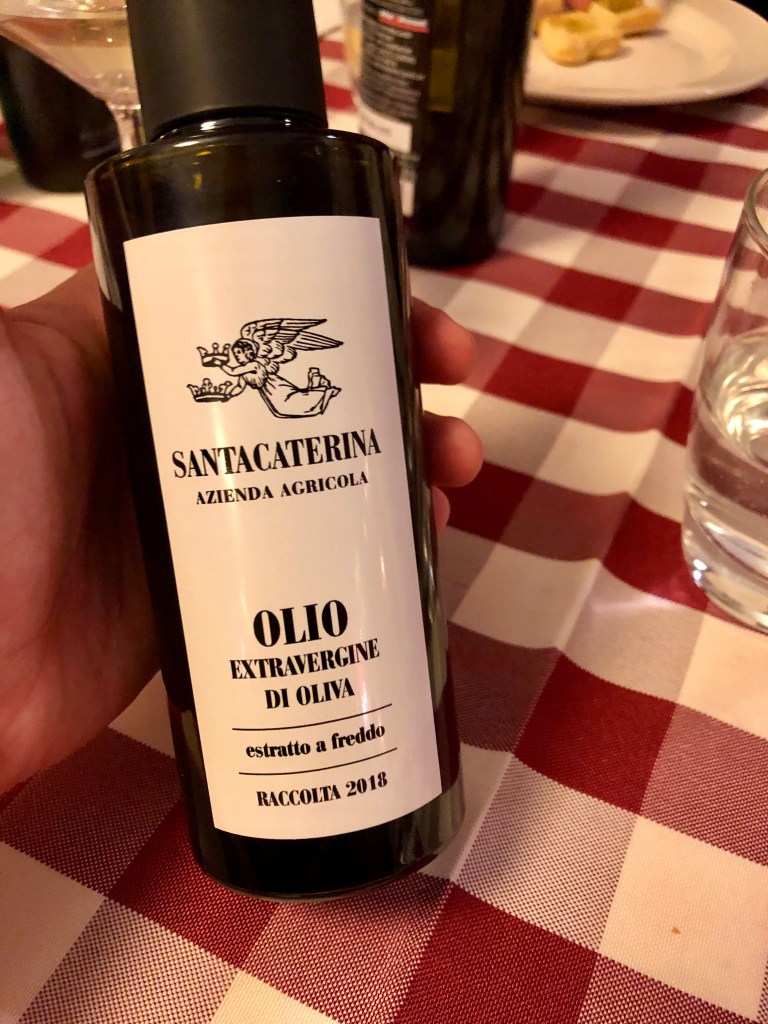 SANTACATERINA
AZIENDA AGRICOLA
OLIO
EXTRAVERGINE
DI OLIVA
estratto a freddo
RACCOLTA 2018